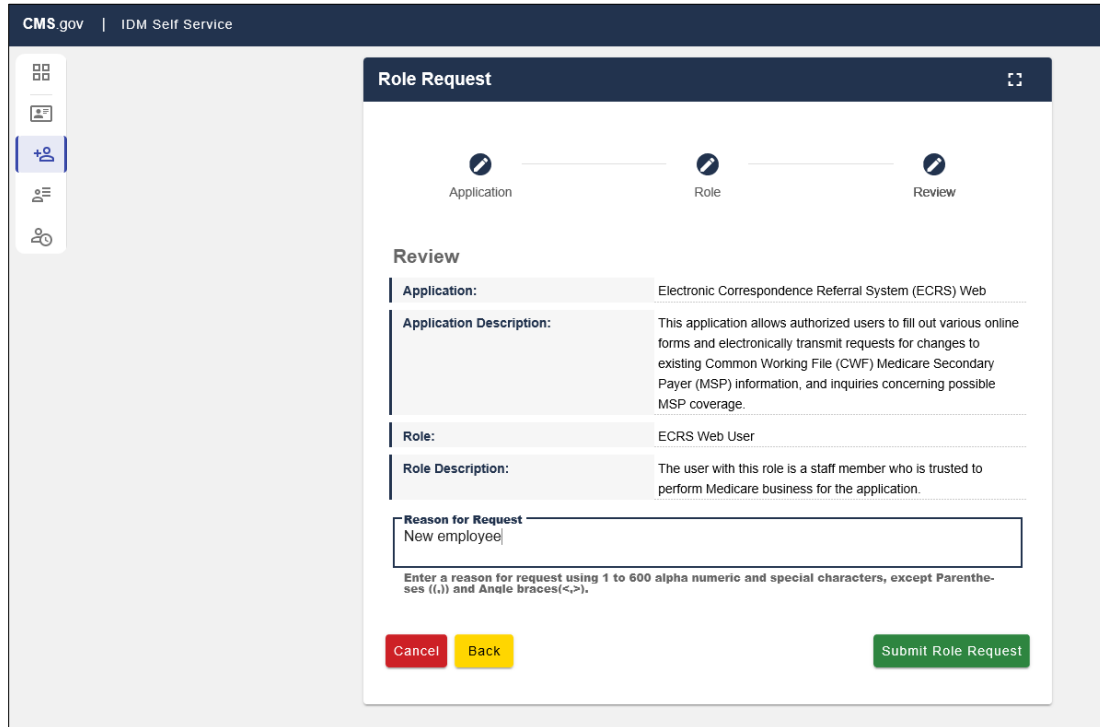 CMS.gov | IDM Self Service
Role Request
Application
Role
Review
Review
Application:
Electronic Correspondence Referral System (ECRS) Web
Application Description:
This application allows authorized users to fill out various online
forms and electronically transmit requests for changes to
existing Common Working File (CWF) Medicare Secondary
Payer (MSP) information, and inquiries concerning possible
MSP coverage.
Role:
ECRS Web User
Role Description:
The user with this role is a staff member who is trusted to
perform Medicare business for the application.
Reason for Request
New employee
Enter a reason for request using 1 to 600 alpha numeric and special characters, except Parenthe-
ses ((,)) and Angle braces(<,>).
Cancel
Back
Submit Role Request